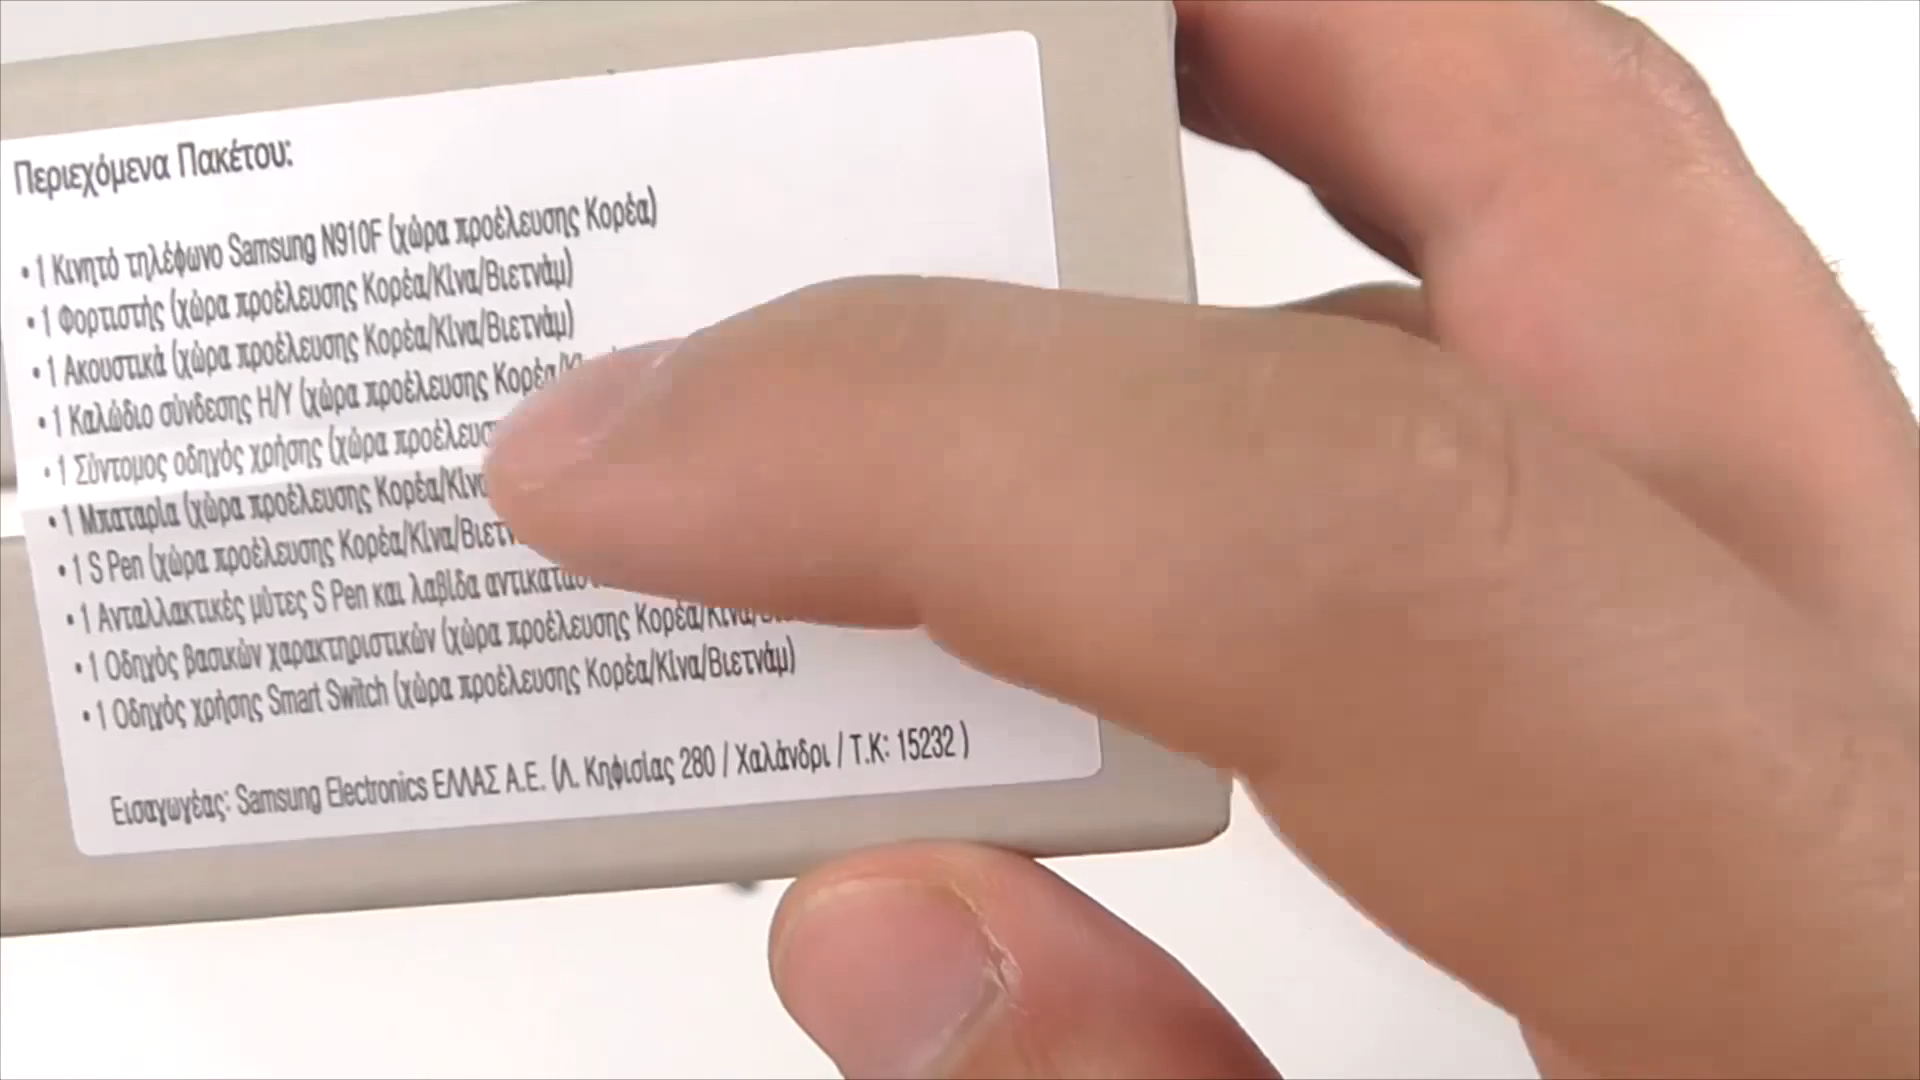 Περιεχόμενα Πακέτου:
• 1 Κινητό τηλέφωνο Samsung N910F (χώρα προέλευσης Κορέα)
• 1 Φορτιστής (χώρα προέλευσης Κορέα/Κίνα/Βιετνάμ)
• 1 Ακουστικά (χώρα προέλευσης Κορέα/Κίνα/Βιετνάμ)
• 1 Καλώδιο σύνδεσης Η/Υ (χώρα προέλευσης Κορέα/
• 1 Σύντομος οδηγός χρήσης (χώρα
• 1 Μπαταρία (χώρα προέλευσης Κορέα/Κίνα
• 1 S Pen (χώρα προέλευσης Κορέα/Κίνα/
• 1 Ανταλλακτικές μύτες S Pen και λαβίδα
• 1 Οδηγός βασικών χαρακτηριστικών (χώρα προέλευσης Κορέα/Κίνα/
• 1 Οδηγός χρήσης Smart Switch (χώρα προέλευσης Κορέα/Κίνα/Βιετνάμ)
Εισαγωγέας: Samsung Electronics ΕΛΛΑΣ Α.Ε. (Λ. Κηφισίας 280 / Χαλάνδρι / Τ.Κ: 15232 )